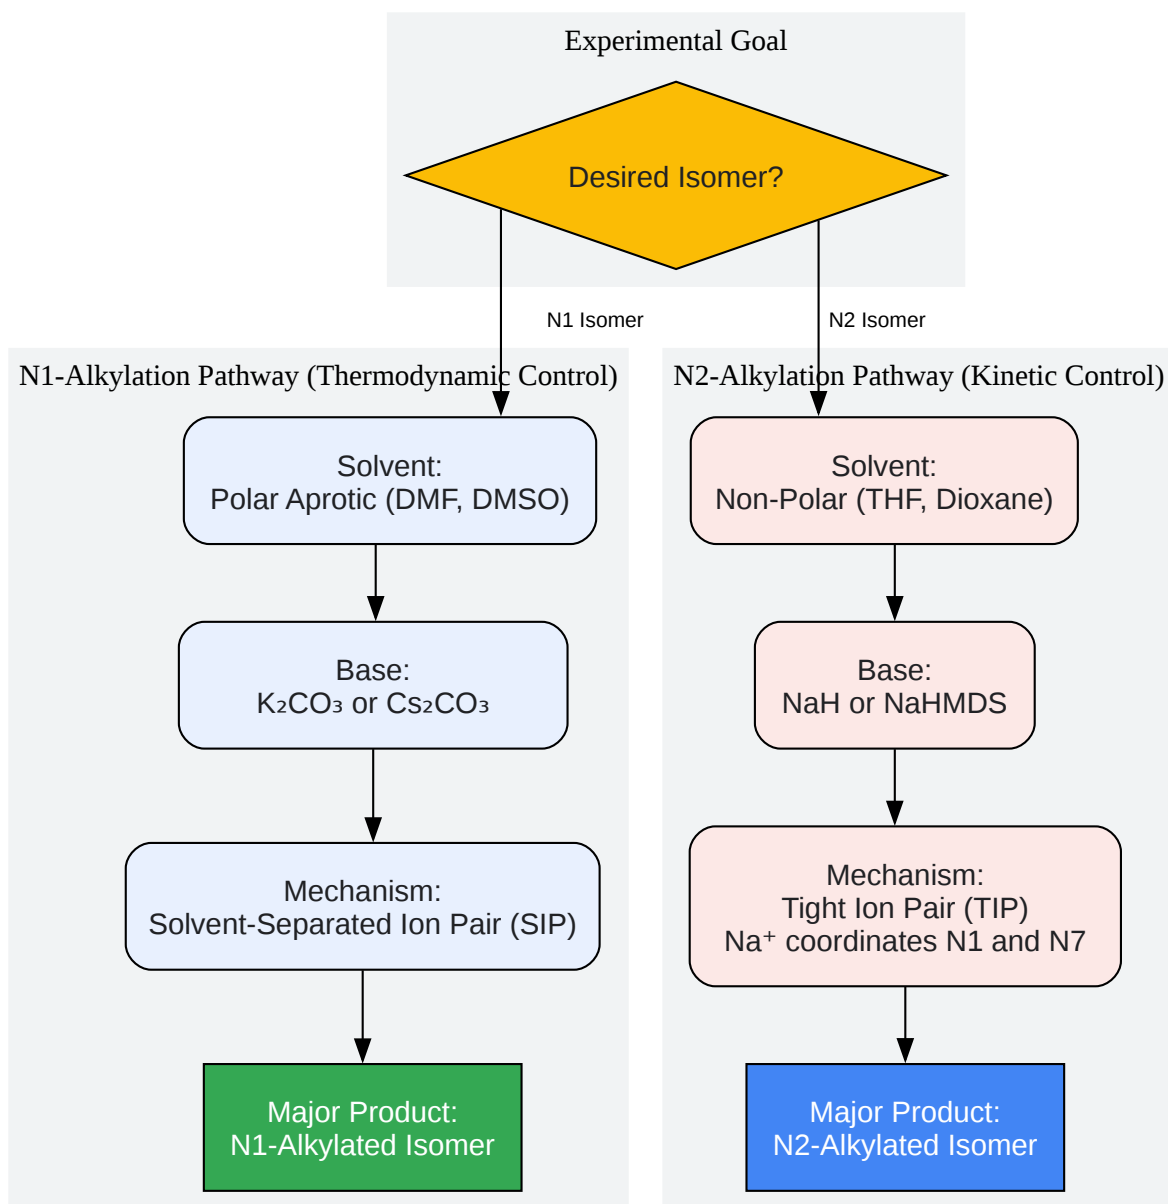 Experimental Goal
Desired Isomer?
N1 Isomer
N2 Isomer
N1-Alkylation Pathway (Thermodynamic Control)
Solvent:
Polar Aprotic (DMF, DMSO)
Base:
K₂CO₃ or Cs₂CO₃
Mechanism:
Solvent-Separated Ion Pair (SIP)
Major Product:
N1-Alkylated Isomer
N2-Alkylation Pathway (Kinetic Control)
Solvent:
Non-Polar (THF, Dioxane)
Base:
NaH or NaHMDS
Mechanism:
Tight Ion Pair (TIP)
Na⁺ coordinates N1 and N7
Major Product:
N2-Alkylated Isomer